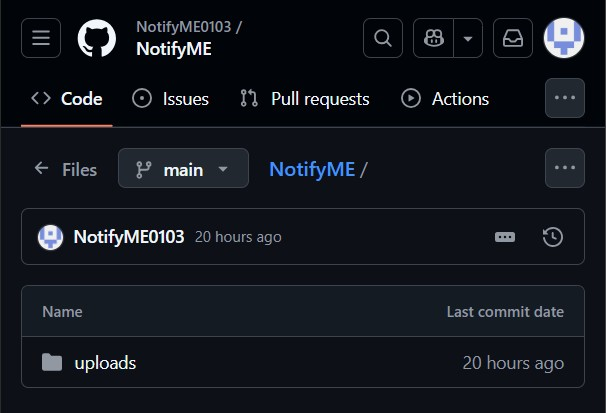 NotifyME0103 /
NotifyME
Code Issues Pull requests Actions
Files main NotifyME /
NotifyME0103 20 hours ago
Name Last commit date
uploads 20 hours ago